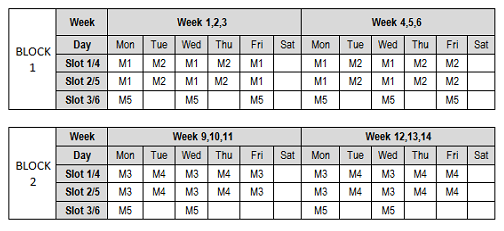 Week Week 1,2,3 Week 4,5,6
BLOCK 1
Day Mon Tue Wed Thu Fri Sat Mon Tue Wed Thu Fri Sat
Slot 1/4 M1 M2 M1 M2 M1 M1 M2 M1 M2 M2
Slot 2/5 M1 M2 M1 M2 M1 M1 M2 M1 M2 M2
Slot 3/6 M5 M5 M5 M5 M5 M5
Week Week 9,10,11 Week 12,13,14
BLOCK 2
Day Mon Tue Wed Thu Fri Sat Mon Tue Wed Thu Fri Sat
Slot 1/4 M3 M4 M3 M4 M3 M3 M4 M3 M4 M4
Slot 2/5 M3 M4 M3 M4 M3 M3 M4 M3 M4 M4
Slot 3/6 M5 M5 M5 M5